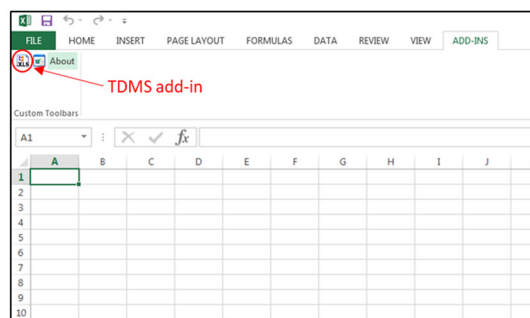 FILE HOME INSERT PAGE LAYOUT FORMULAS DATA REVIEW VIEW ADD-INS
XLS About
TDMS add-in
Custom Toolbars
A1 fx
A B C D E F G H I J
1
2
3
4
5
6
7
8
9
10